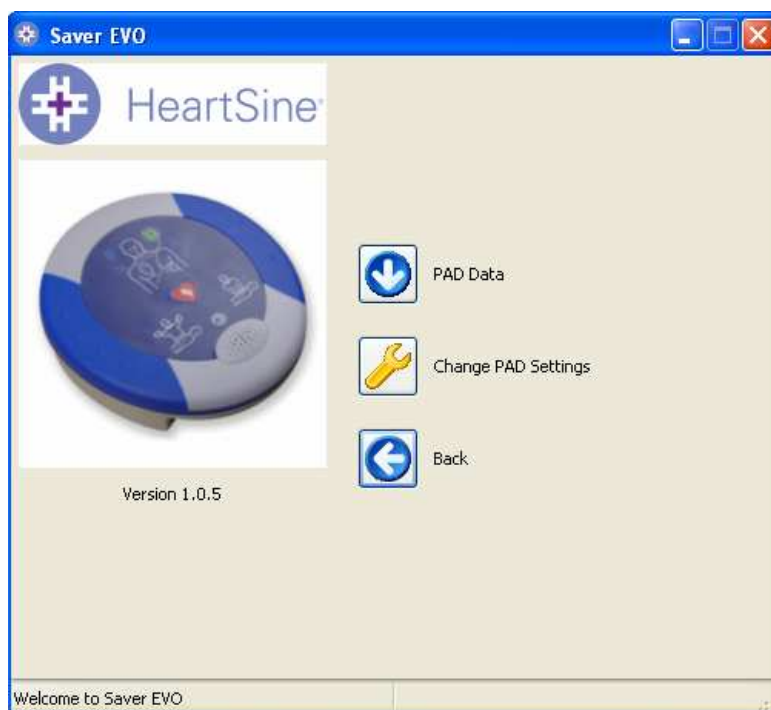 Saver EVO
HeartSine®
PAD Data
Change PAD Settings
Back
Version 1.0.5
Welcome to Saver EVO